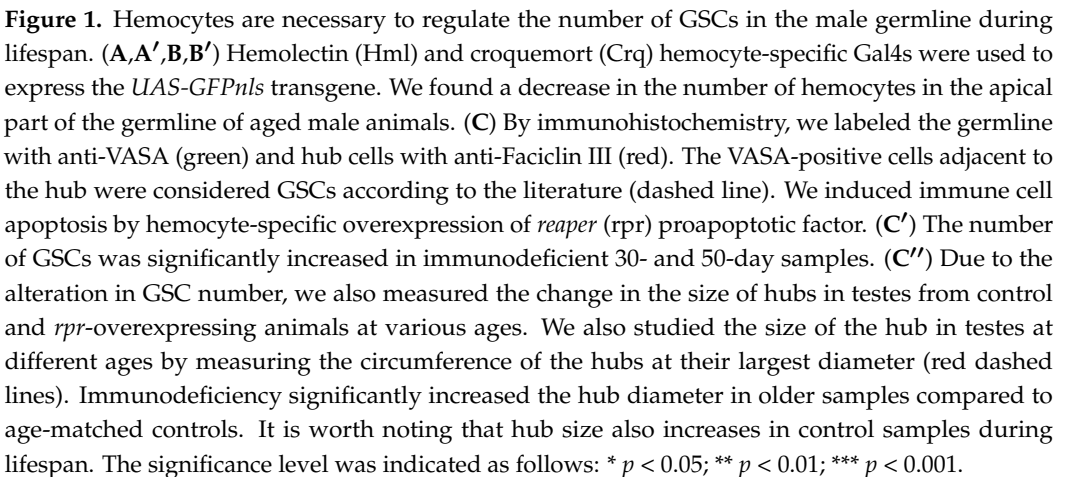 Figure 1. Hemocytes are necessary to regulate the number of GSCs in the male germline during
lifespan. (A,A′,B,B′) Hemolectin (Hml) and croquemort (Crq) hemocyte-specific Gal4s were used to
express the UAS-GFPnls transgene. We found a decrease in the number of hemocytes in the apical
part of the germline of aged male animals. (C) By immunohistochemistry, we labeled the germline
with anti-VASA (green) and hub cells with anti-Faciclin III (red). The VASA-positive cells adjacent to
the hub were considered GSCs according to the literature (dashed line). We induced immune cell
apoptosis by hemocyte-specific overexpression of reaper (rpr) proapoptotic factor. (C′) The number
of GSCs was significantly increased in immunodeficient 30- and 50-day samples. (C″) Due to the
alteration in GSC number, we also measured the change in the size of hubs in testes from control
and rpr-overexpressing animals at various ages. We also studied the size of the hub in testes at
different ages by measuring the circumference of the hubs at their largest diameter (red dashed
lines). Immunodeficiency significantly increased the hub diameter in older samples compared to
age-matched controls. It is worth noting that hub size also increases in control samples during
lifespan. The significance level was indicated as follows: * p < 0.05; ** p < 0.01; *** p < 0.001.